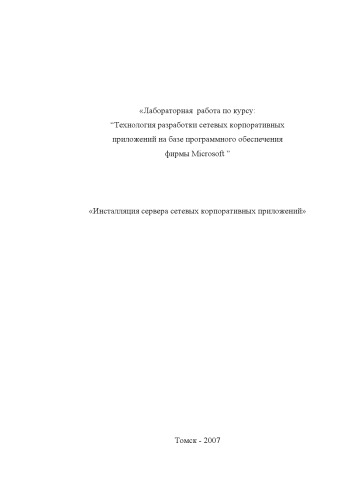 «Лабораторная работа по курсу:
"Технология разработки сетевых корпоративных
приложений на базе программного обеспечения
фирмы Microsoft "
«Инсталляция сервера сетевых корпоративных приложений»
Томск - 2007